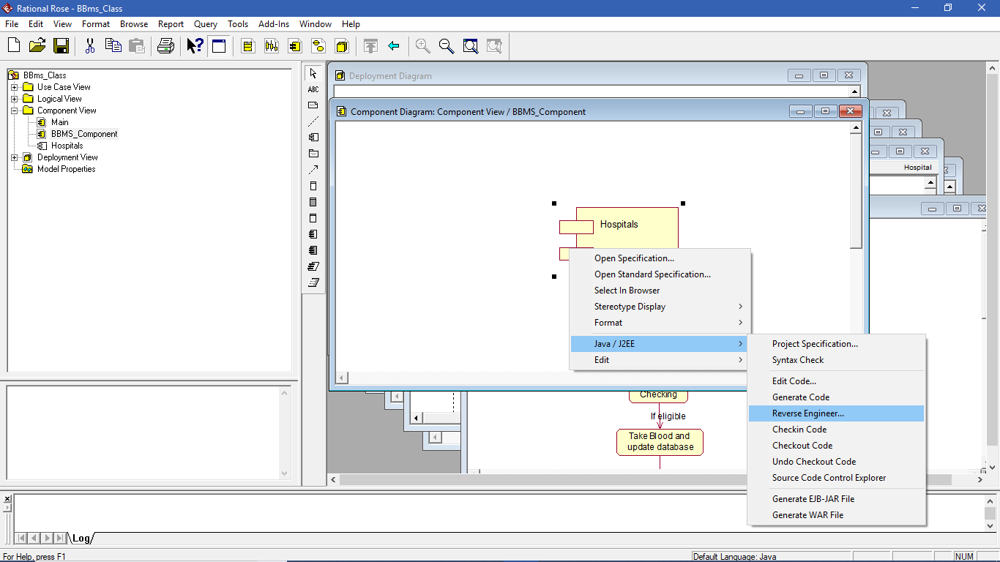 Rational Rose - BBms_Class
File Edit View Format Browse Report Query Tools Add-Ins Window Help
BBms_Class
Use Case View
Logical View
Component View
Main
BBMS_Component
Hospitals
Deployment View
Model Properties
ABC
Deployment Diagram
Component Diagram: Component View / BBMS_Component
Hospital
Hospitals
Open Specification...
Open Standard Specification...
Select In Browser
Stereotype Display
Format
Java / J2EE
Edit
Project Specification...
Syntax Check
Edit Code...
Generate Code
Reverse Engineer...
Checkin Code
Checkout Code
Undo Checkout Code
Source Code Control Explorer
Generate EJB-JAR File
Generate WAR File
Checking
If eligible
Take Blood and
update database
Log
For Help, press F1
Default Language: Java
NUM